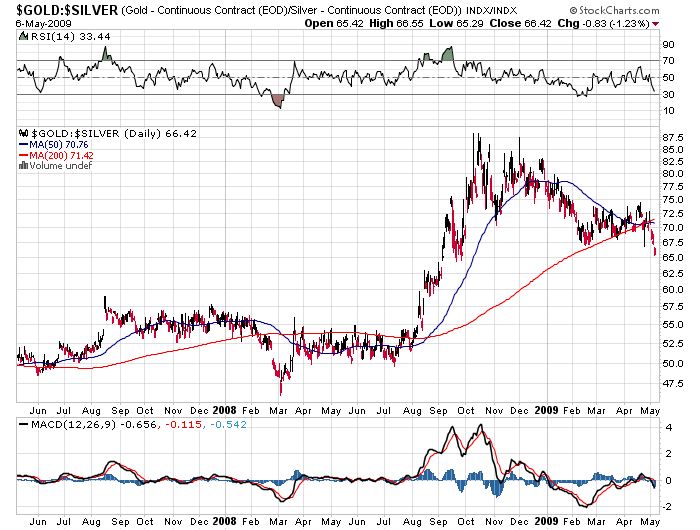 $GOLD:$SILVER (Gold - Continuous Contract (EOD)/Silver - Continuous Contract (EOD)) INDX/INDX © StockCharts.com
6-May-2009 Open 65.42 High 66.55 Low 65.29 Close 66.42 Chg -0.83 (-1.23%)
RSI(14) 33.44
90
70
50
30
10
$GOLD:$SILVER (Daily) 66.42
MA(50) 70.76
MA(200) 71.42
Volume undef
87.5
85.0
82.5
80.0
77.5
75.0
72.5
70.0
67.5
65.0
62.5
60.0
57.5
55.0
52.5
50.0
47.5
Jun Jul Aug Sep Oct Nov Dec 2008 Feb Mar Apr May Jun Jul Aug Sep Oct Nov Dec 2009 Feb Mar Apr May
MACD(12,26,9) -0.656, -0.115, -0.542
4
2
0
-2
Jun Jul Aug Sep Oct Nov Dec 2008 Feb Mar Apr May Jun Jul Aug Sep Oct Nov Dec 2009 Feb Mar Apr May